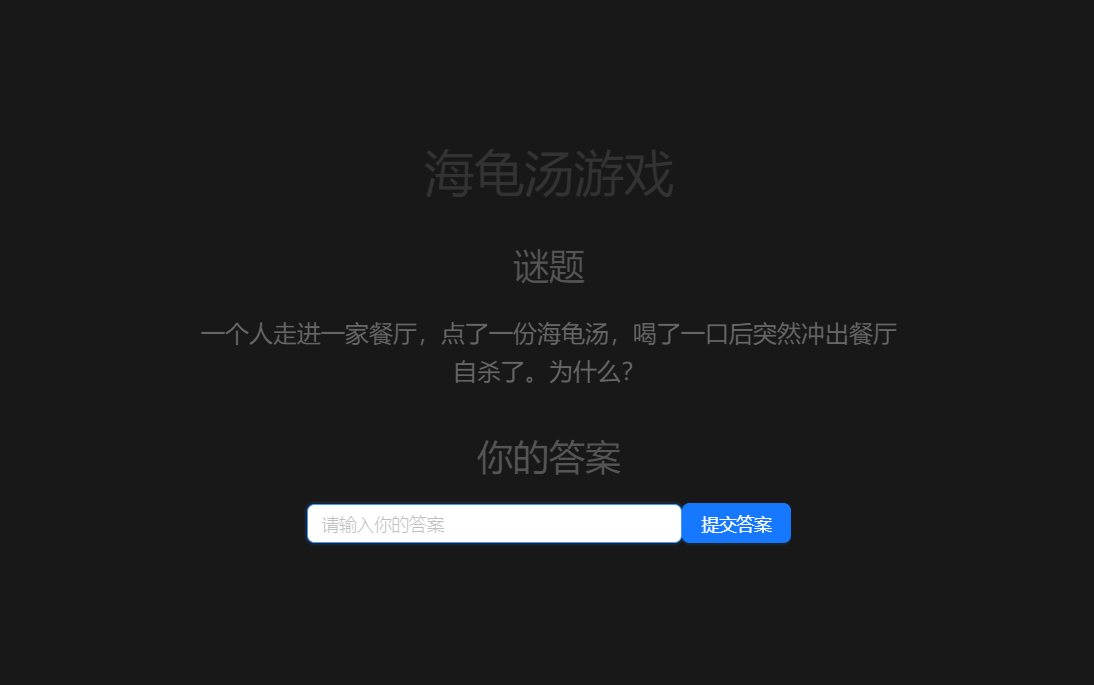 海龟汤游戏
谜题
一个人走进一家餐厅，点了一份海龟汤，喝了一口后突然冲出餐厅
自杀了。为什么？
你的答案
请输入你的答案
提交答案